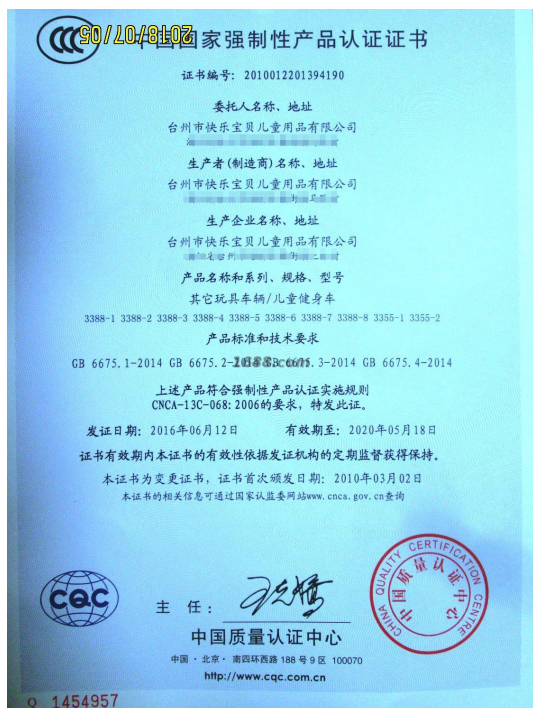 2018/07/05
中国国家强制性产品认证证书
证书编号: 2010012201394190
委托人名称、地址
台州市快乐宝贝儿童用品有限公司
生产者(制造商)名称、地址
台州市快乐宝贝儿童用品有限公司
生产企业名称、地址
台州市快乐宝贝儿童用品有限公司
产品名称和系列、规格、型号
其它玩具车辆/儿童健身车
3388-1 3388-2 3388-3 3388-4 3388-5 3388-6 3388-7 3388-8 3355-1 3355-2
产品标准和技术要求
GB 6675.1-2014 GB 6675.2-2014 GB 6675.3-2014 GB 6675.4-2014
1688.com
上述产品符合强制性产品认证实施规则
CNCA-13C-068:2006的要求，特发此证。
发证日期: 2016年06月12日 有效期至: 2020年05月18日
证书有效期内本证书的有效性依据发证机构的定期监督获得保持。
本证书为变更证书，证书首次颁发日期: 2010年03月02日
本证书的相关信息可通过国家认监委网站www.cnca.gov.cn查询
CHINA QUALITY CERTIFICATION CENTRE
中国质量认证中心
CQC
主 任:
中国质量认证中心
中国·北京·南四环西路 188 号 9 区 100070
http://www.cqc.com.cn
1454957